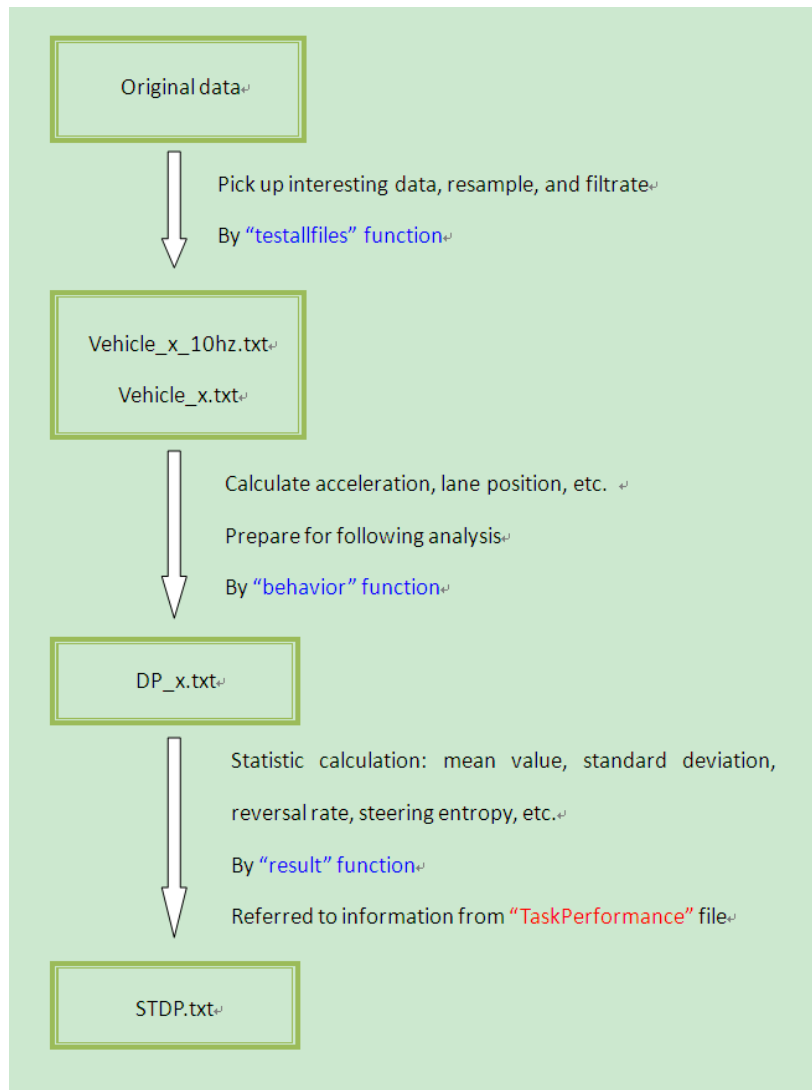 Original data
Pick up interesting data, resample, and filtrate
By “testallfiles” function
Vehicle_x_10hz.txt
Vehicle_x.txt
Calculate acceleration, lane position, etc.
Prepare for following analysis
By “behavior” function
DP_x.txt
Statistic calculation: mean value, standard deviation,
reversal rate, steering entropy, etc.
By “result” function
Referred to information from “TaskPerformance” file
STDP.txt